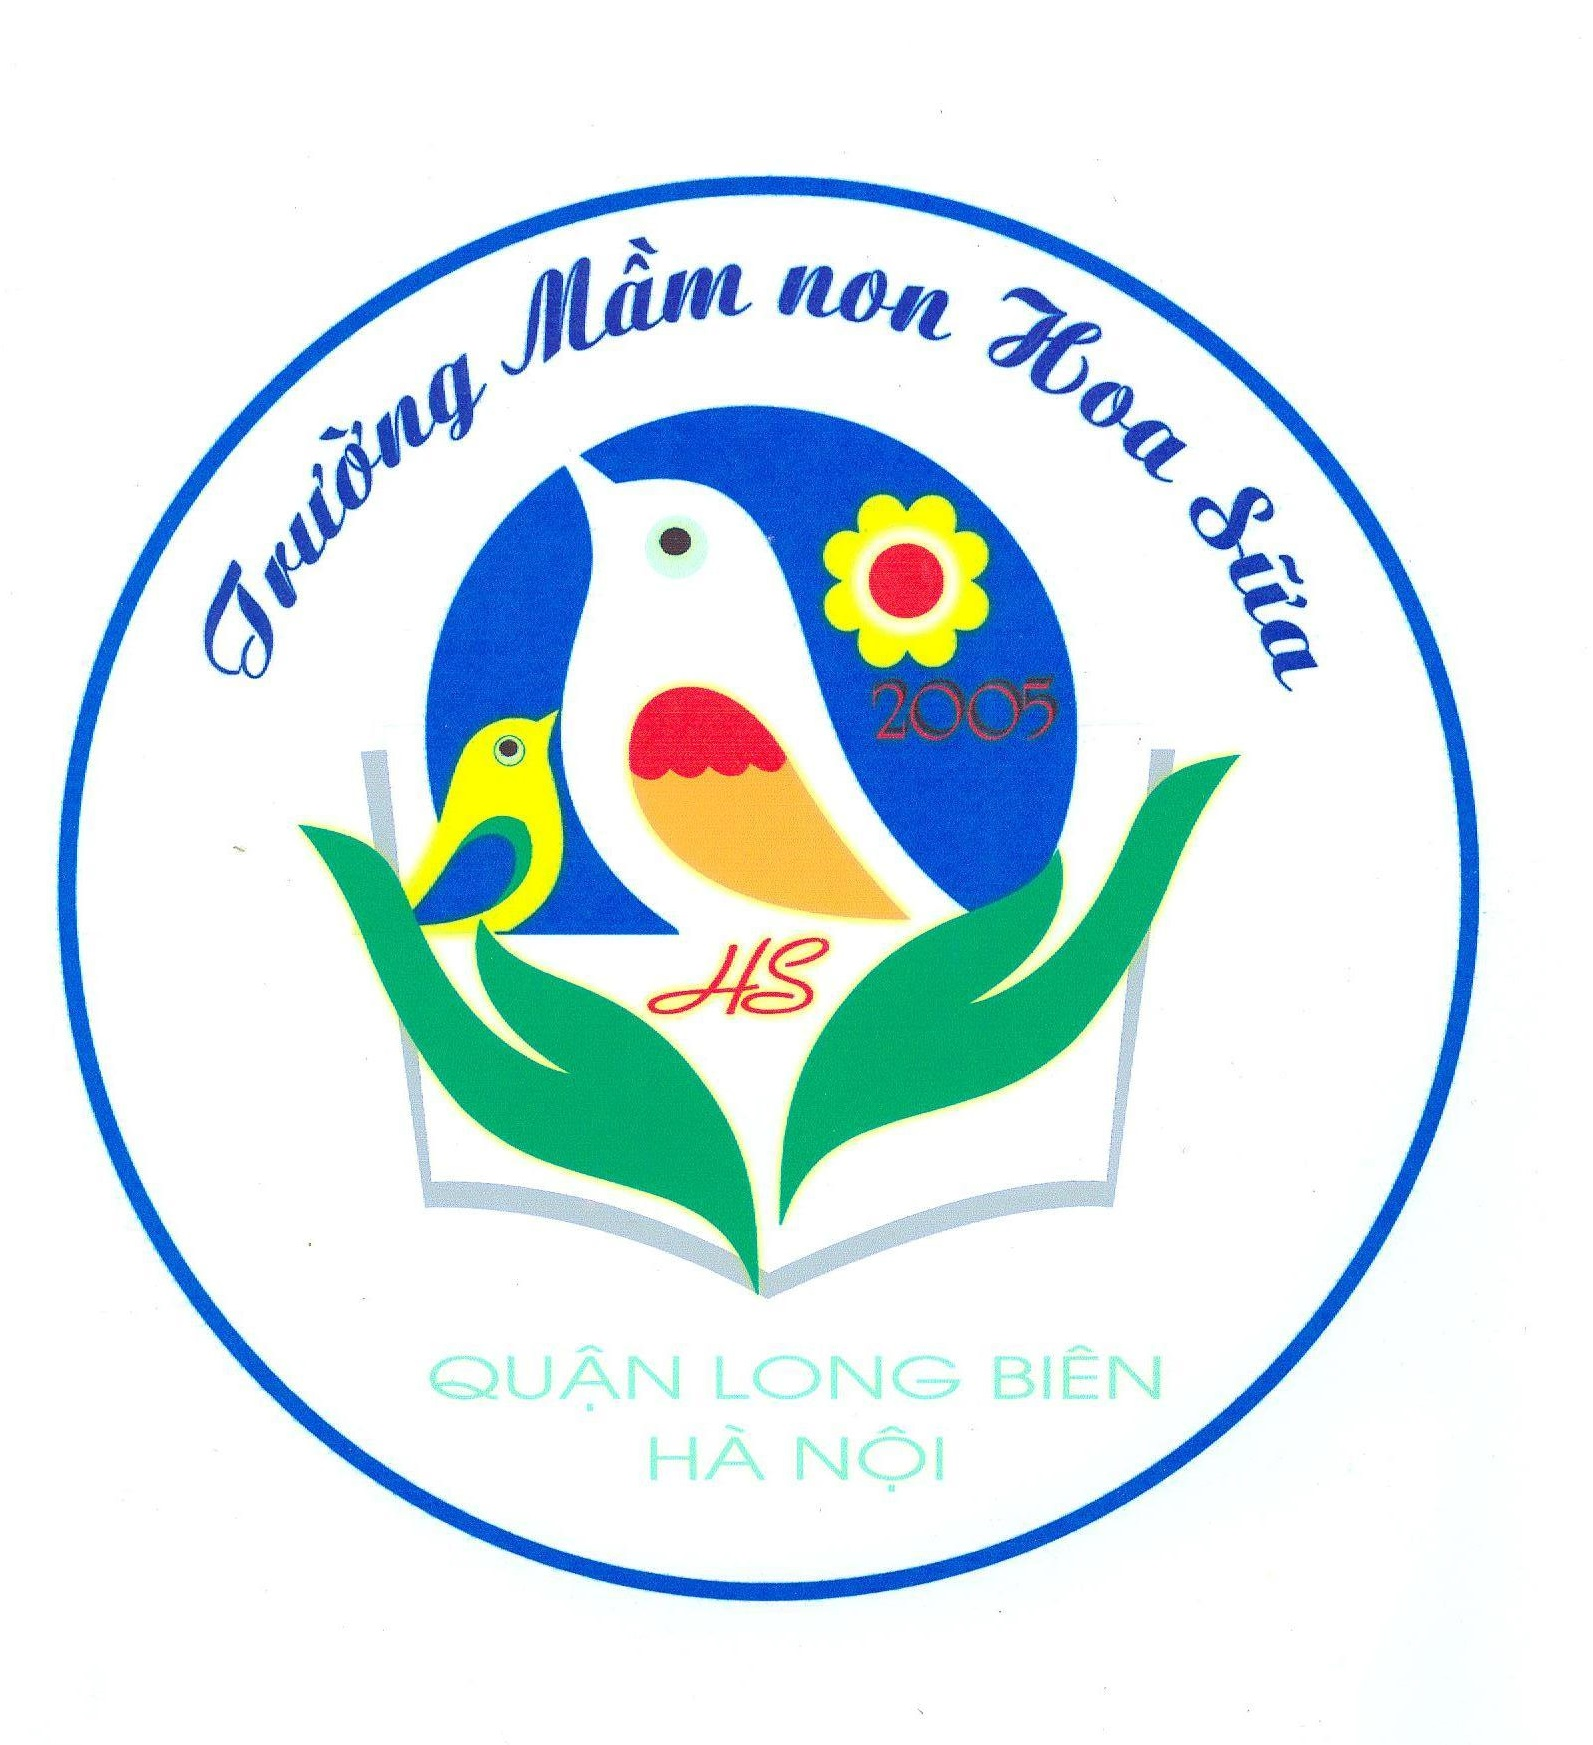 Trường Mầm non Hoa Sữa
2005
HS
QUẬN LONG BIÊN
HÀ NỘI